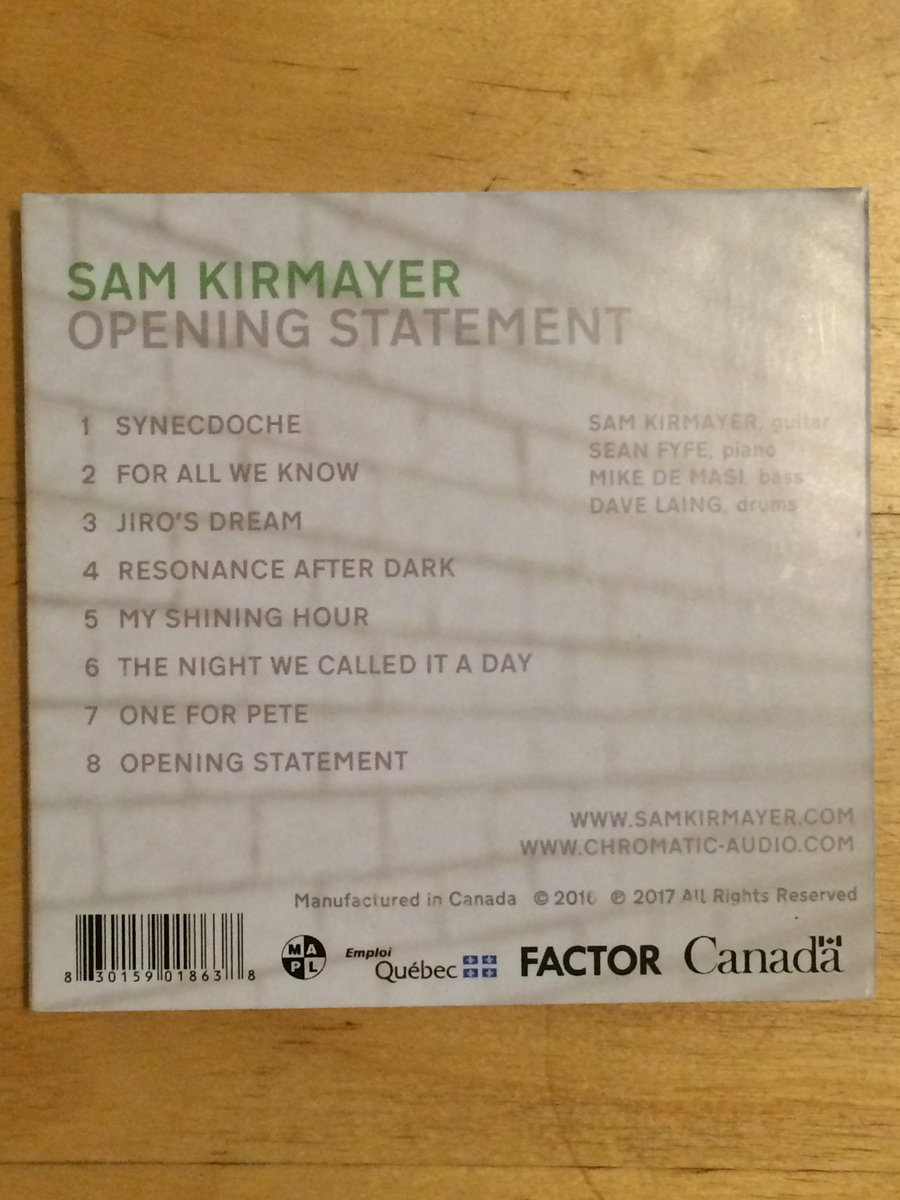 SAM KIRMAYER
OPENING STATEMENT
1 SYNECDOCHE
2 FOR ALL WE KNOW
3 JIRO'S DREAM
4 RESONANCE AFTER DARK
5 MY SHINING HOUR
6 THE NIGHT WE CALLED IT A DAY
7 ONE FOR PETE
8 OPENING STATEMENT
SAM KIRMAYER, guitar
SEAN FYFE, piano
MIKE DE MASI, bass
DAVE LAING, drums
WWW.SAMKIRMAYER.COM
WWW.CHROMATIC-AUDIO.COM
Manufactured in Canada © 2016 ℗ 2017 All Rights Reserved
8 30159 01863 8
MAPL
Emploi
Québec
FACTOR
Canada